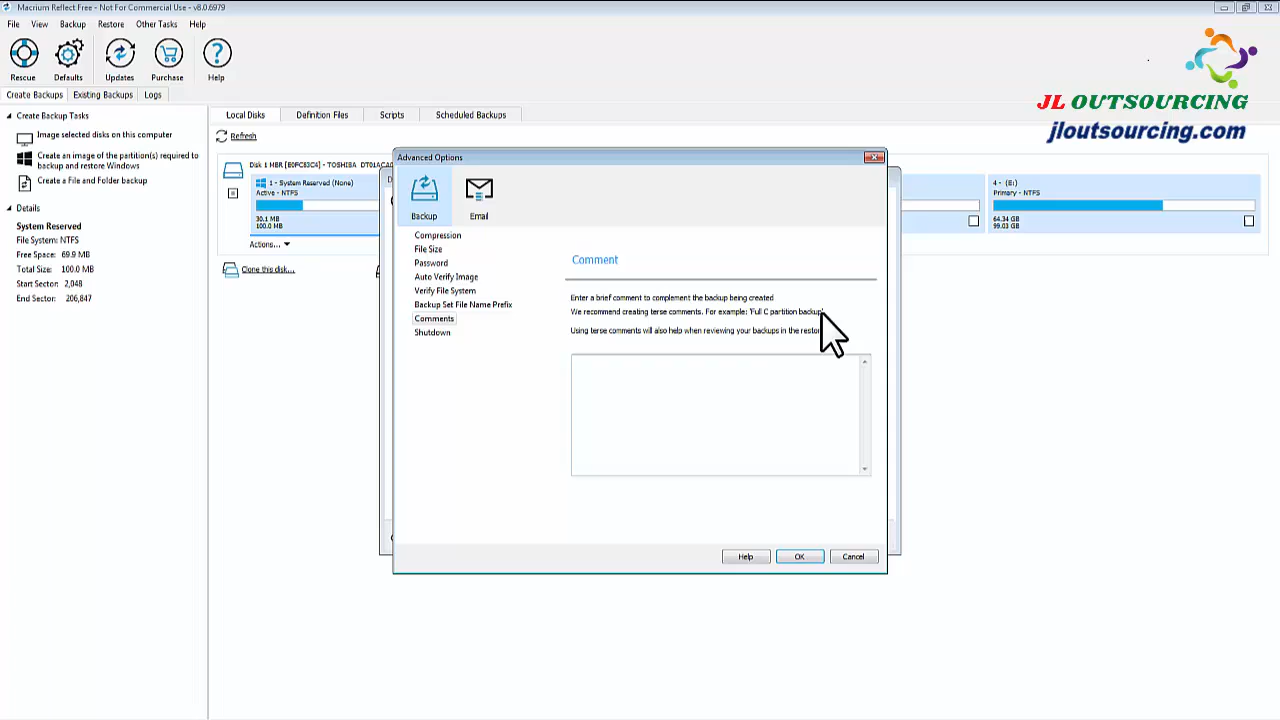 Macrium Reflect Free - Not For Commercial Use - v8.0.6979
File View Backup Restore Other Tasks Help
Rescue Defaults Updates Purchase Help
JL OUTSOURCING
jloutsourcing.com
Create Backups Existing Backups Logs
Create Backup Tasks
Image selected disks on this computer
Create an image of the partition(s) required to
backup and restore Windows
Create a File and Folder backup
Details
System Reserved
File System: NTFS
Free Space: 69.9 MB
Total Size: 100.0 MB
Start Sector: 2,048
End Sector: 206,847
Local Disks Definition Files Scripts Scheduled Backups
Refresh
Disk 1 MBR [E0FC83C4] - TOSHIBA DT01ACA0
1 - System Reserved (None)
Active - NTFS
30.1 MB
100.0 MB
Actions...
Clone this disk...
4 - (E:)
Primary - NTFS
64.34 GB
99.03 GB
Advanced Options
Backup Email
Compression
File Size
Password
Auto Verify Image
Verify File System
Backup Set File Name Prefix
Comments
Shutdown
Comment
Enter a brief comment to complement the backup being created
We recommend creating terse comments. For example: 'Full C partition backup'
Using terse comments will also help when reviewing your backups in the
Help OK Cancel